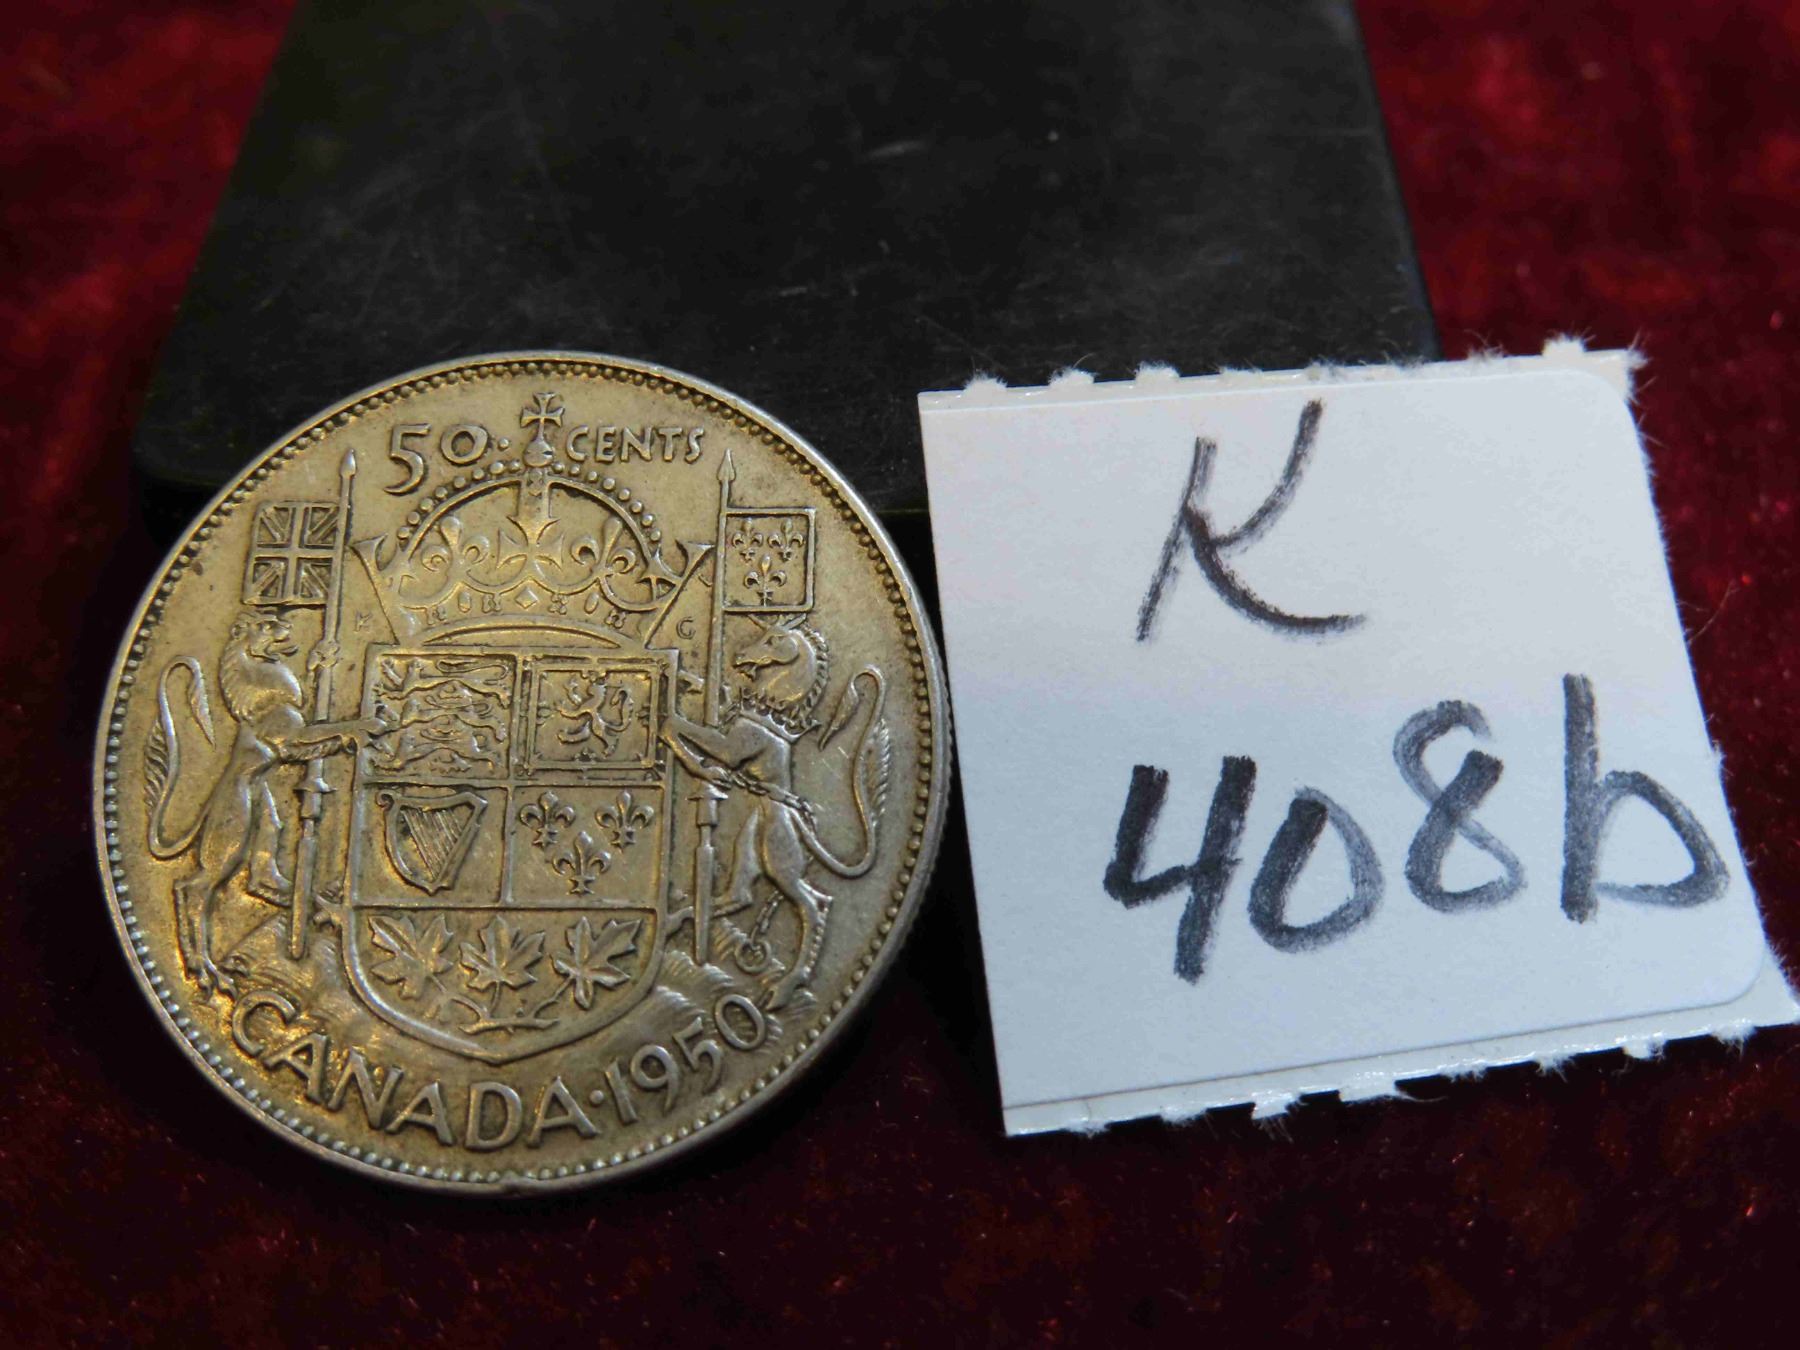 50 · CENTS
K G
CANADA · 1950
K
408b